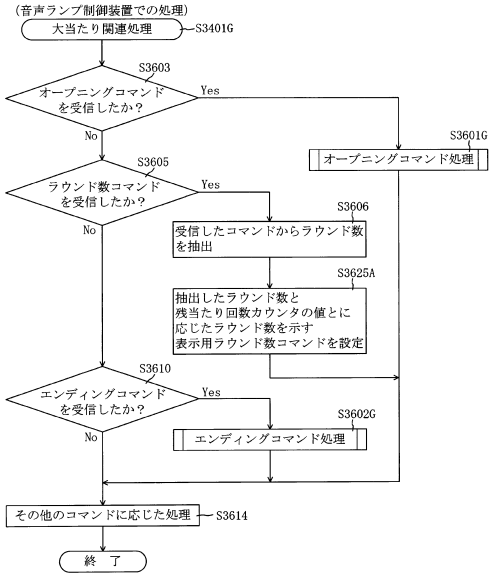 (音声ランプ制御装置での処理)
大当たり関連処理
S3401G
S3603
オープニングコマンド
を受信したか？
Yes
No
S3601G
オープニングコマンド処理
S3605
ラウンド数コマンド
を受信したか？
Yes
No
S3606
受信したコマンドからラウンド数
を抽出
S3625A
抽出したラウンド数と
残当たり回数カウンタの値とに
応じたラウンド数を示す
表示用ラウンド数コマンドを設定
S3610
エンディングコマンド
を受信したか？
Yes
No
S3602G
エンディングコマンド処理
その他のコマンドに応じた処理
S3614
終 了